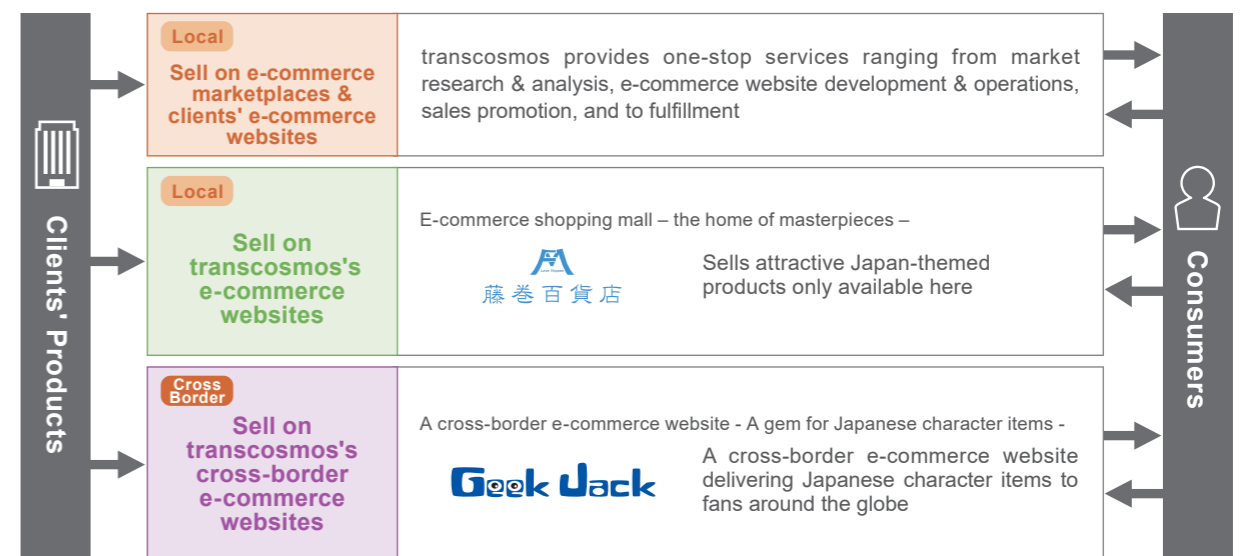 Clients' Products
Local
Sell on e-commerce
marketplaces &
clients' e-commerce
websites
transcosmos provides one-stop services ranging from market
research & analysis, e-commerce website development & operations,
sales promotion, and to fulfillment
Local
Sell on
transcosmos's
e-commerce
websites
E-commerce shopping mall – the home of masterpieces –
藤巻百貨店
Sells attractive Japan-themed
products only available here
Cross
Border
Sell on
transcosmos's
cross-border
e-commerce
websites
A cross-border e-commerce website - A gem for Japanese character items -
Geek Jack
A cross-border e-commerce website
delivering Japanese character items to
fans around the globe
Consumers